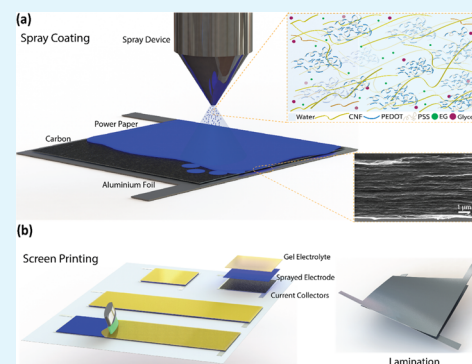 (a)
Spray Coating
Spray Device
Power Paper
Carbon
Aluminium Foil
Water CNF PEDOT PSS EG Glyce
1 μm
(b)
Screen Printing
Gel Electrolyte
Sprayed Electrode
Current Collectors
Lamination